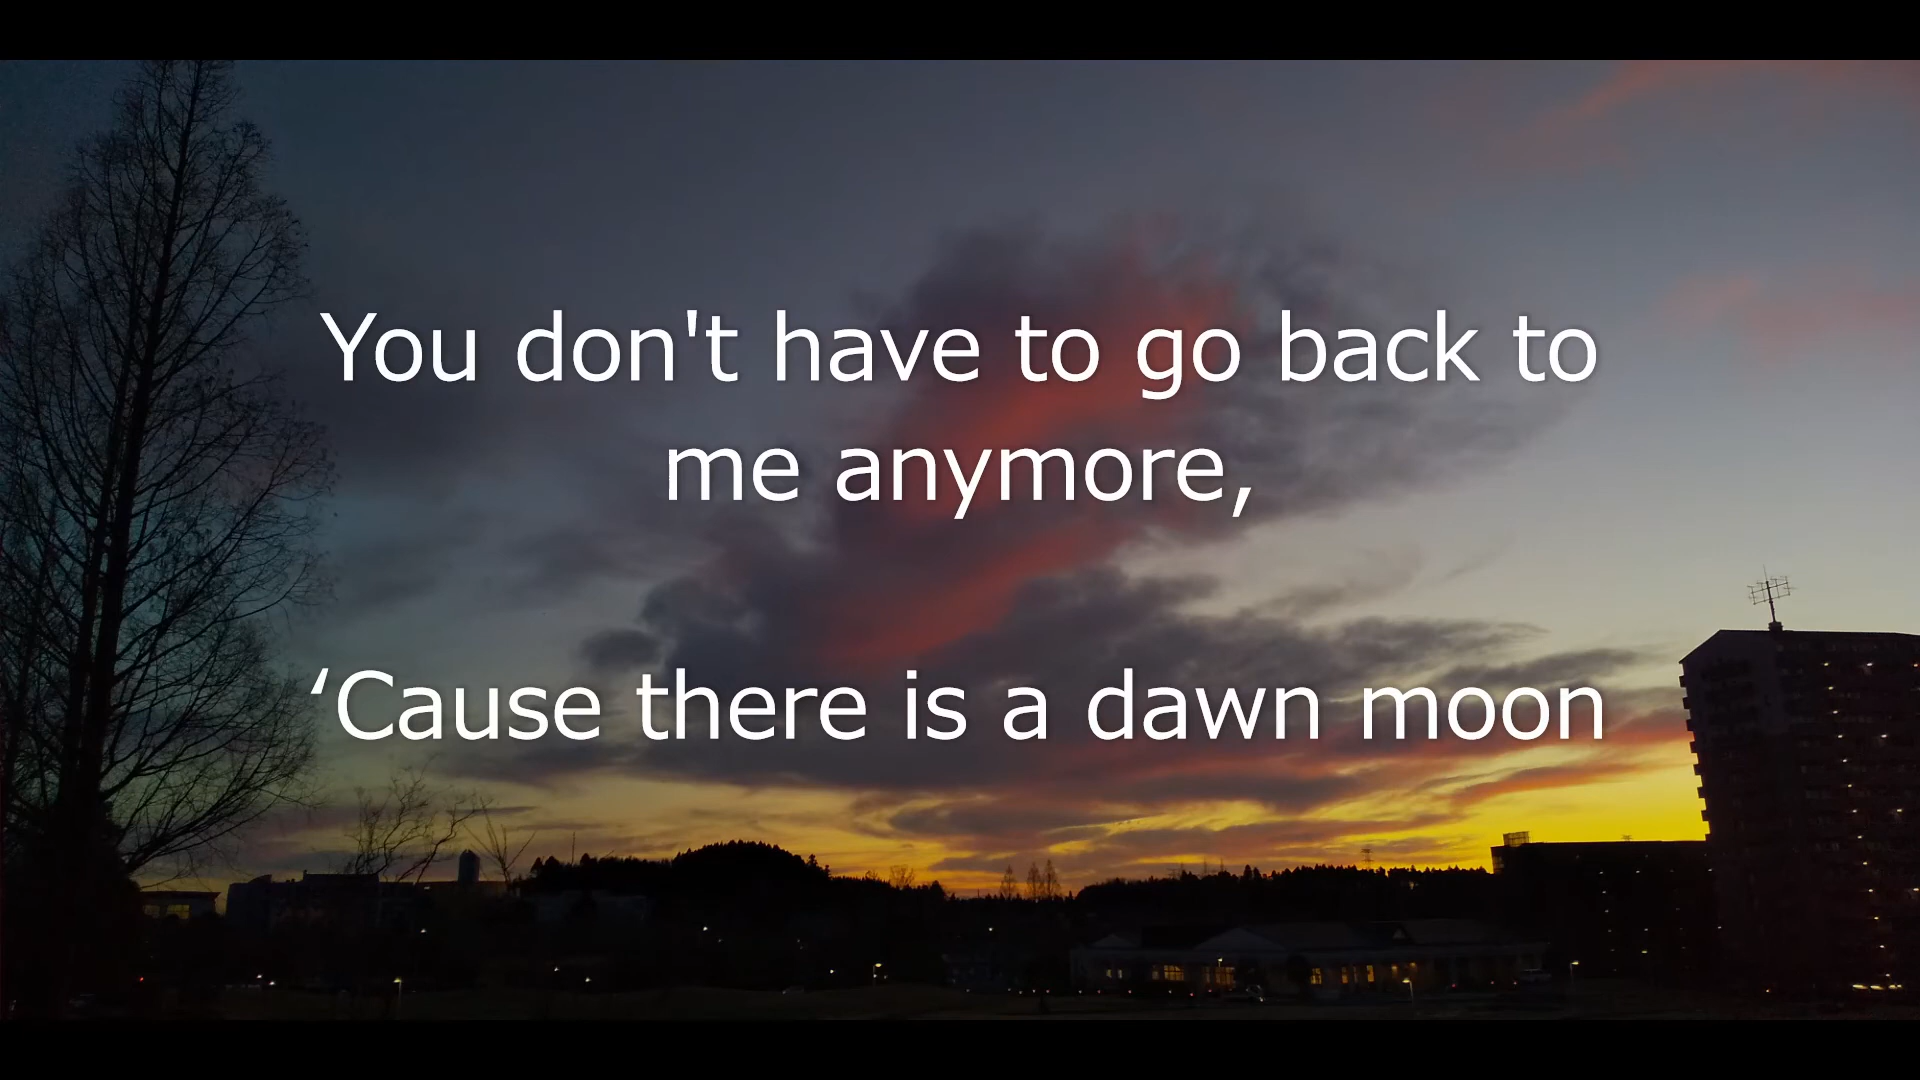 You don't have to go back to
me anymore,
‘Cause there is a dawn moon